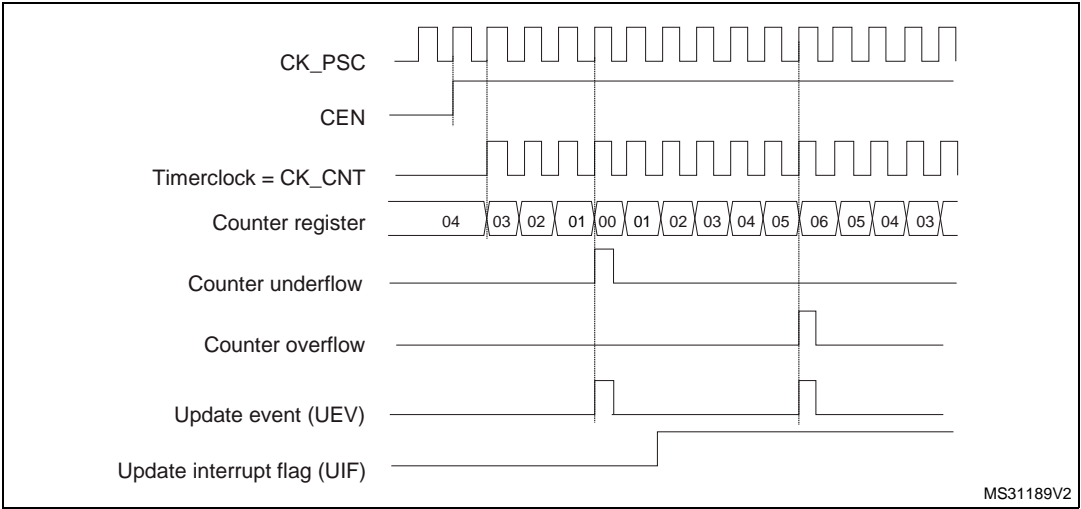 CK_PSC
CEN
Timerclock = CK_CNT
Counter register 04 03 02 01 00 01 02 03 04 05 06 05 04 03
Counter underflow
Counter overflow
Update event (UEV)
Update interrupt flag (UIF)
MS31189V2